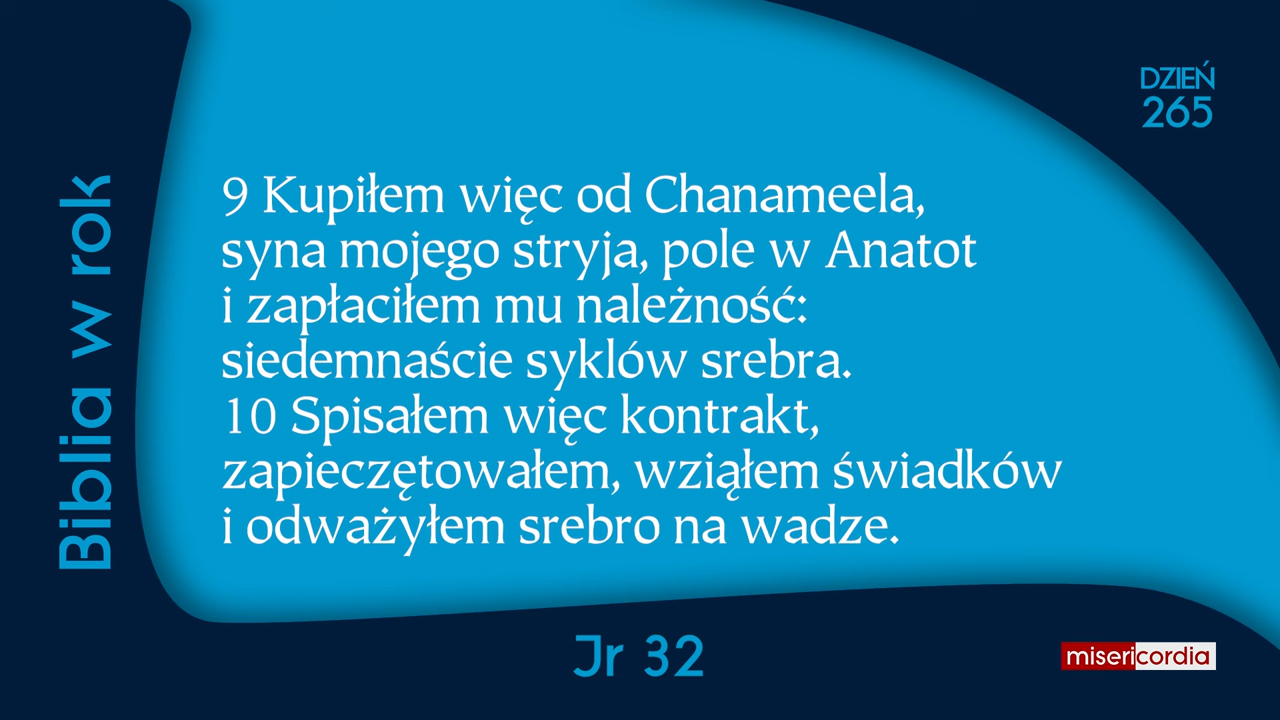 DZIEŃ
265
Biblia w rok
9 Kupiłem więc od Chanameela,
syna mojego stryja, pole w Anatot
i zapłaciłem mu należność:
siedemnaście syklów srebra.
10 Spisałem więc kontrakt,
zapieczętowałem, wziąłem świadków
i odważyłem srebro na wadze.
Jr 32
misericordia